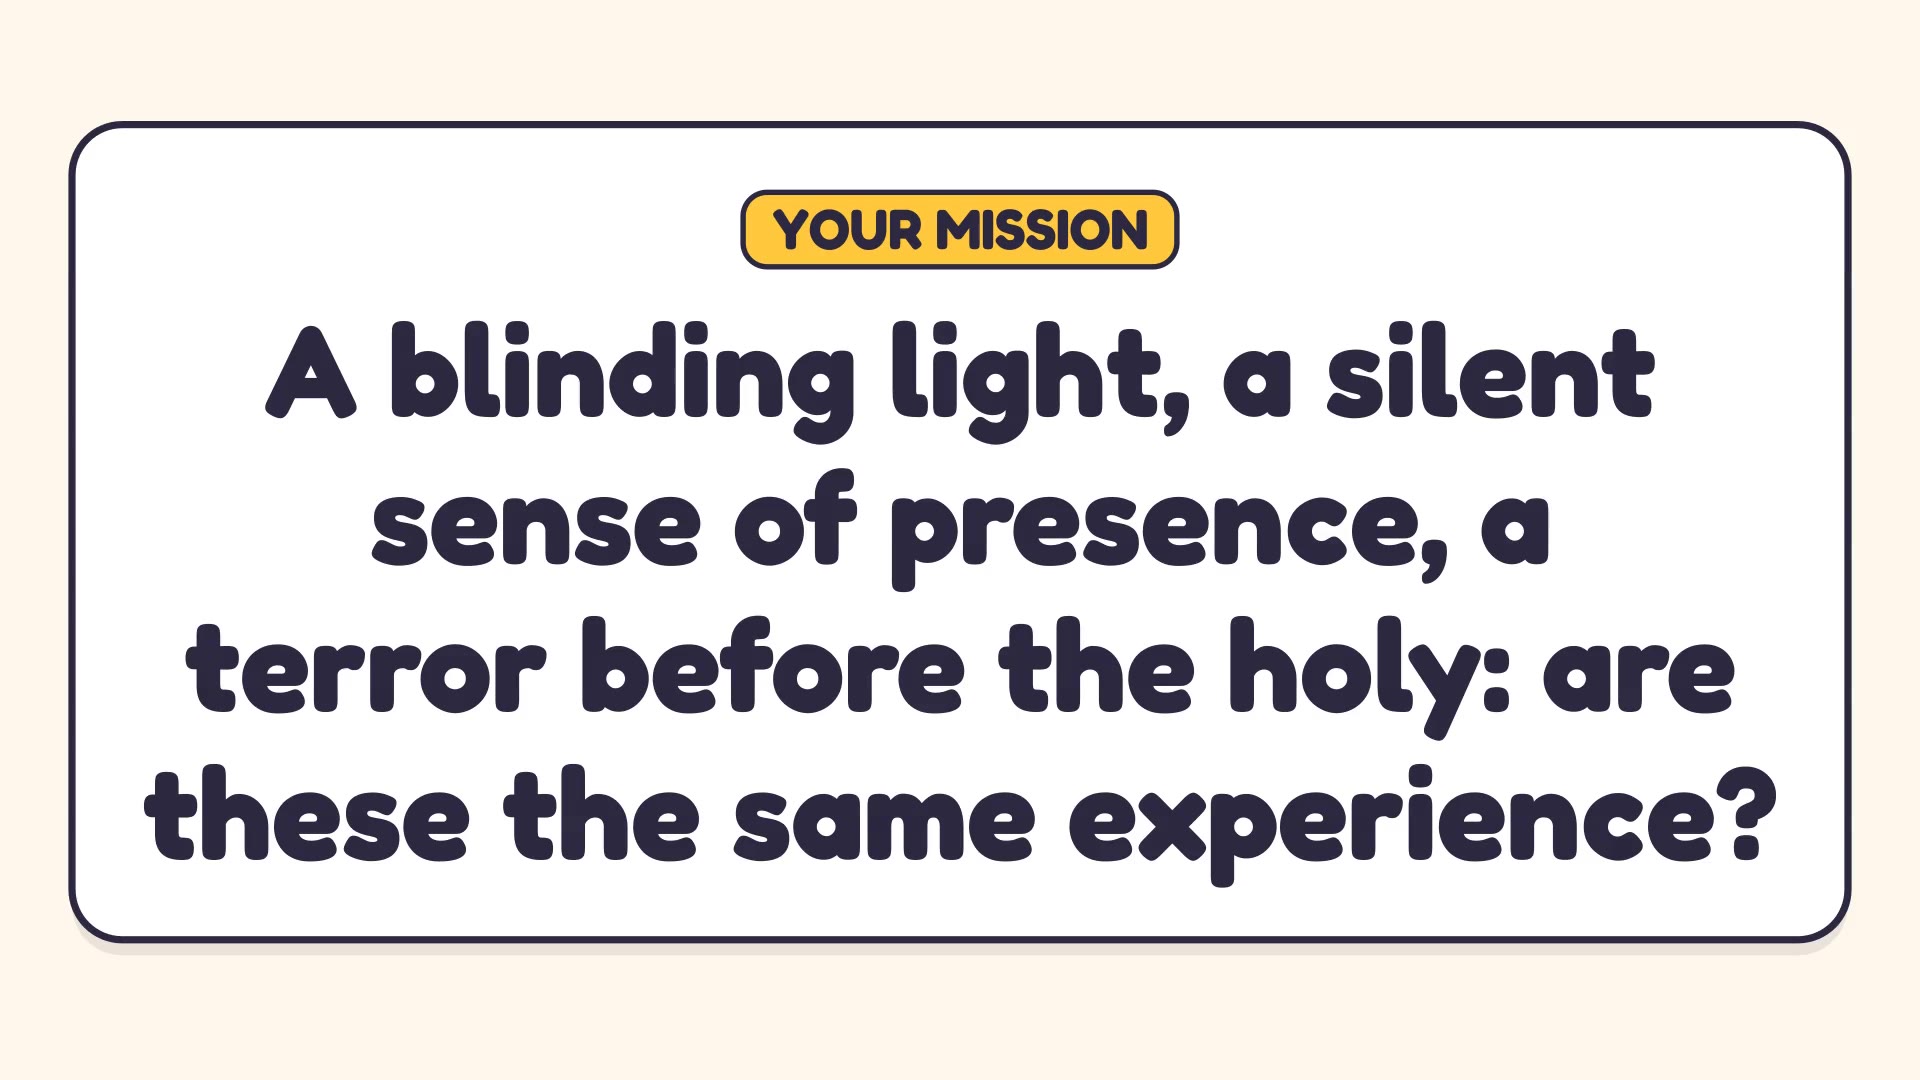 YOUR MISSION
A blinding light, a silent
sense of presence, a
terror before the holy: are
these the same experience?